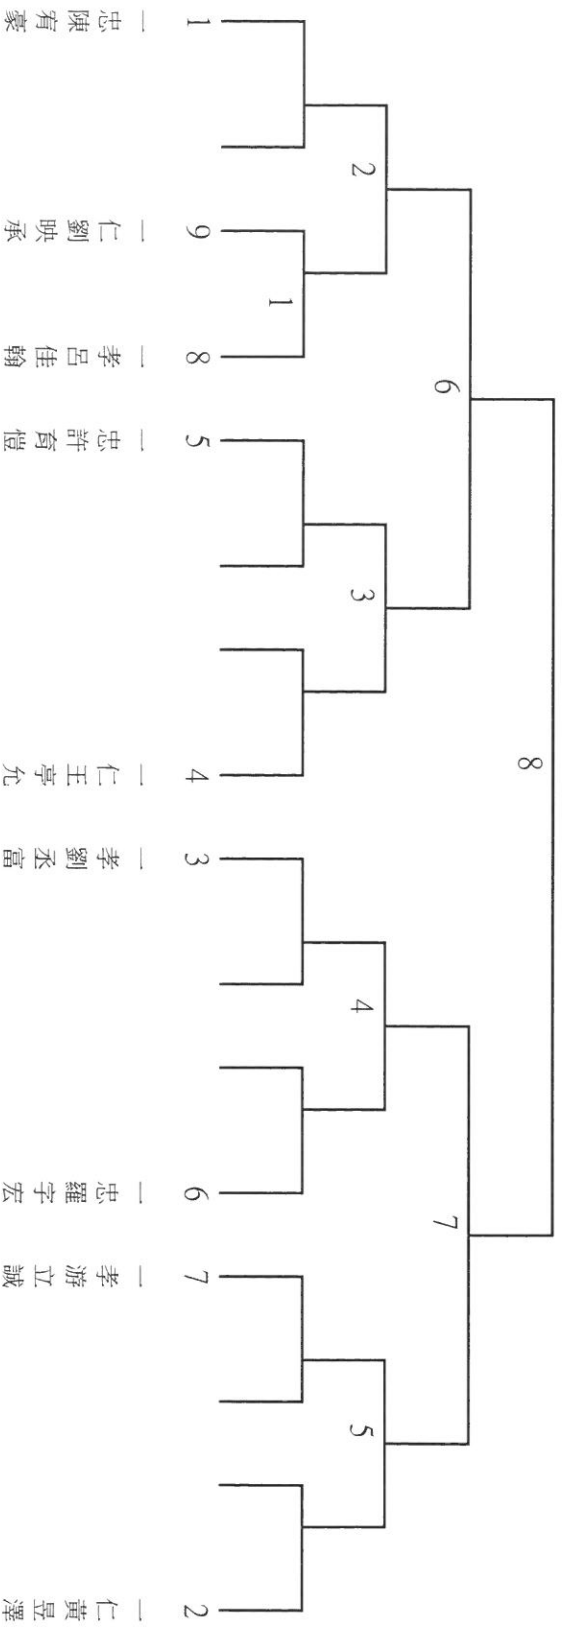 8
6 7
2 3 4 5
1
1 9 8 5 4 3 6 7 2
一忠陳宥豪
一仁劉映承
一孝呂佳翰
一忠許育愷
一仁王亭允
一孝劉丞富
一忠羅宇宏
一孝游立誠
一仁黃昱澤